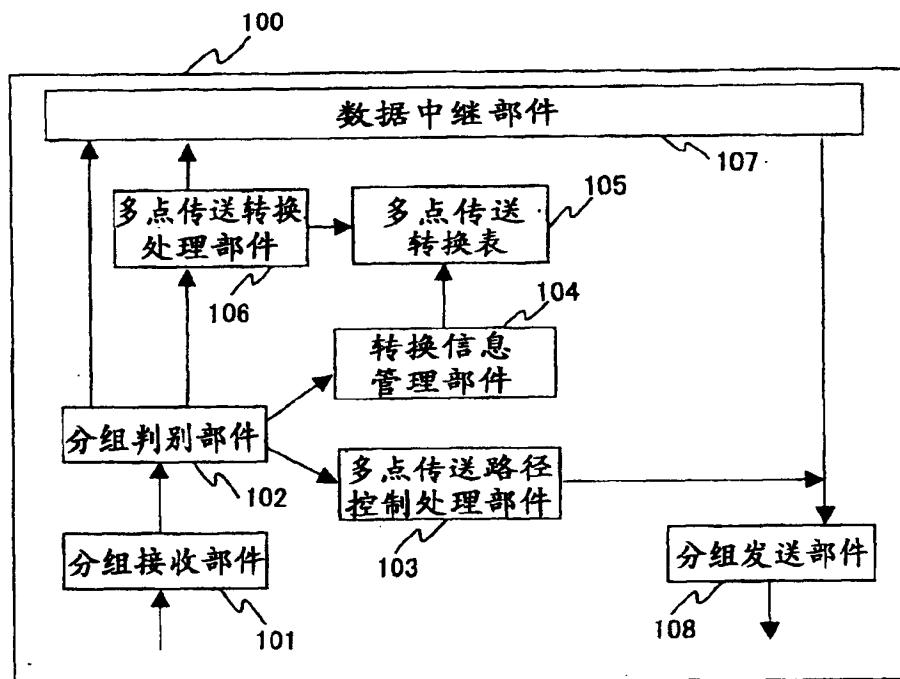 100
数据中继部件
107
多点传送转换
处理部件
106
多点传送
转换表
105
104
转换信息
管理部件
分组判别部件
102
多点传送路径
控制处理部件
103
分组接收部件
101
分组发送部件
108